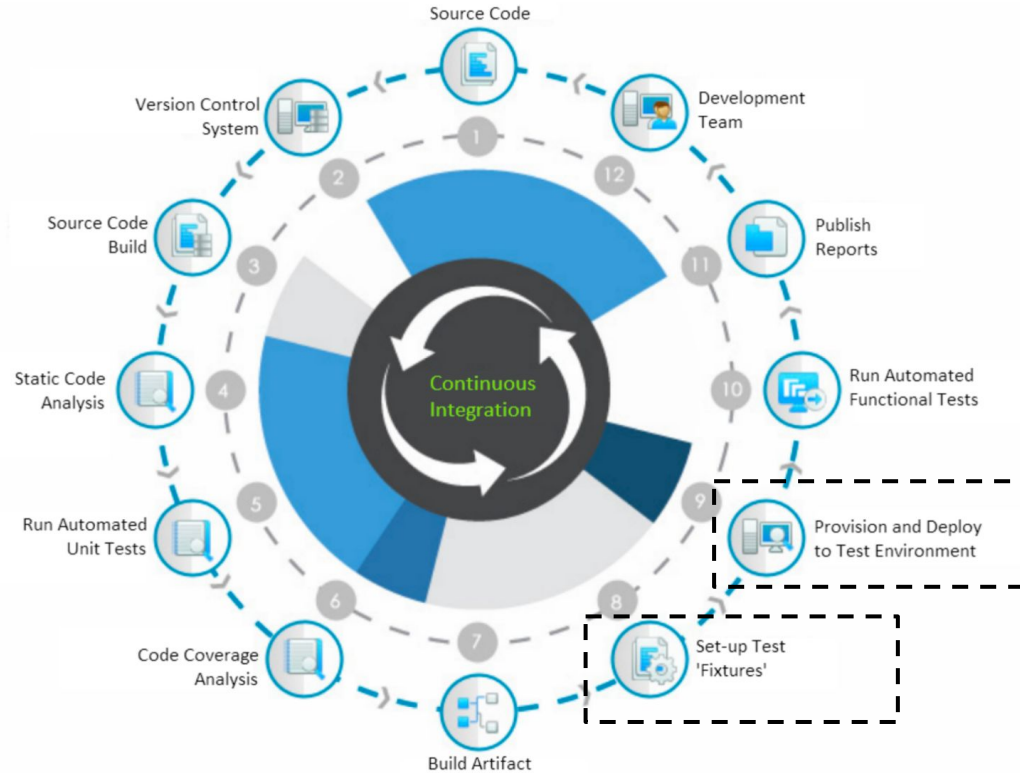 Source Code
Version Control
System
Development
Team
1
2
12
Source Code
Build
Publish
Reports
3
11
Static Code
Analysis
4
Continuous
Integration
10
Run Automated
Functional Tests
Run Automated
Unit Tests
5
9
Provision and Deploy
to Test Environment
6
8
Code Coverage
Analysis
7
Set-up Test
'Fixtures'
Build Artifact